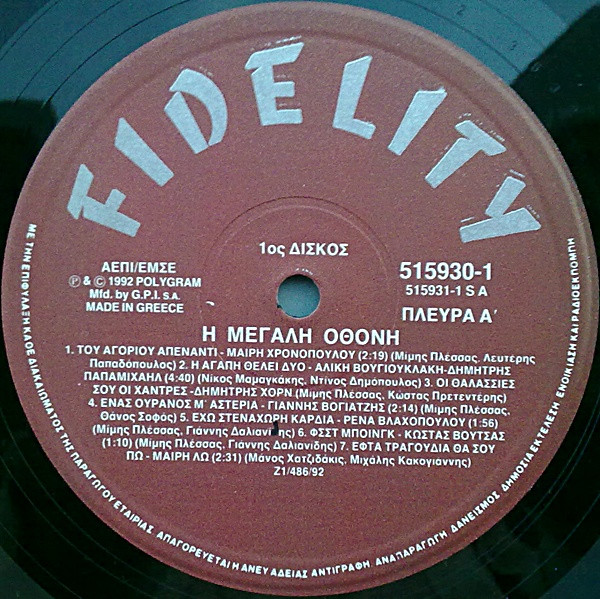 FIDELITY
1ος ΔΙΣΚΟΣ
ΑΕΠΙ/ΕΜΣΕ
℗ & © 1992 POLYGRAM
Mfd. by G.P.I. S.A.
MADE IN GREECE
515930-1
515931-1 S A
ΠΛΕΥΡΑ Α΄
Η ΜΕΓΑΛΗ ΟΘΟΝΗ
1. ΤΟΥ ΑΓΟΡΙΟΥ ΑΠΕΝΑΝΤΙ - ΜΑΙΡΗ ΧΡΟΝΟΠΟΥΛΟΥ (2:19) (Μίμης Πλέσσας, Λευτέρης
Παπαδόπουλος) 2. Η ΑΓΑΠΗ ΘΕΛΕΙ ΔΥΟ - ΑΛΙΚΗ ΒΟΥΓΙΟΥΚΛΑΚΗ-ΔΗΜΗΤΡΗΣ
ΠΑΠΑΜΙΧΑΗΛ (4:40) (Νίκος Μαμαγκάκης, Ντίνος Δημόπουλος) 3. ΟΙ ΘΑΛΑΣΣΙΕΣ
ΣΟΥ ΟΙ ΧΑΝΤΡΕΣ-ΔΗΜΗΤΡΗΣ ΧΟΡΝ (Μίμης Πλέσσας, Κώστας Πρετεντέρης)
4. ΕΝΑΣ ΟΥΡΑΝΟΣ Μ' ΑΣΤΕΡΙΑ - ΓΙΑΝΝΗΣ ΒΟΓΙΑΤΖΗΣ (2:14) (Μίμης Πλέσσας,
Θάνος Σοφός) 5. ΕΧΩ ΣΤΕΝΑΧΩΡΗ ΚΑΡΔΙΑ - ΡΕΝΑ ΒΛΑΧΟΠΟΥΛΟΥ (1:56)
(Μίμης Πλέσσας, Γιάννης Δαλιανίδης) 6. ΦΣΣΤ ΜΠΟΙΝΓΚ - ΚΩΣΤΑΣ ΒΟΥΤΣΑΣ
(1:10) (Μίμης Πλέσσας, Γιάννης Δαλιανίδης) 7. ΕΦΤΑ ΤΡΑΓΟΥΔΙΑ ΘΑ ΣΟΥ
ΠΩ - ΜΑΙΡΗ ΛΩ (2:31) (Μάνος Χατζιδάκις, Μιχάλης Κακογιάννης)
Ζ1/486/92
ΜΕ ΤΗΝ ΕΠΙΦΥΛΑΞΗ ΚΑΘΕ ΔΙΚΑΙΩΜΑΤΟΣ ΤΗΣ ΠΑΡΑΓΩΓΟΥ ΕΤΑΙΡΙΑΣ ΑΠΑΓΟΡΕΥΕΤΑΙ Η ΑΝΕΥ ΑΔΕΙΑΣ ΑΝΤΙΓΡΑΦΗ, ΑΝΑΠΑΡΑΓΩΓΗ ΔΑΝΕΙΣΜΟΣ ΔΗΜΟΣΙΑ ΕΚΤΕΛΕΣΗ ΕΝΟΙΚΙΑΣΗ ΚΑΙ ΡΑΔΙΟΕΚΠΟΜΠΗ